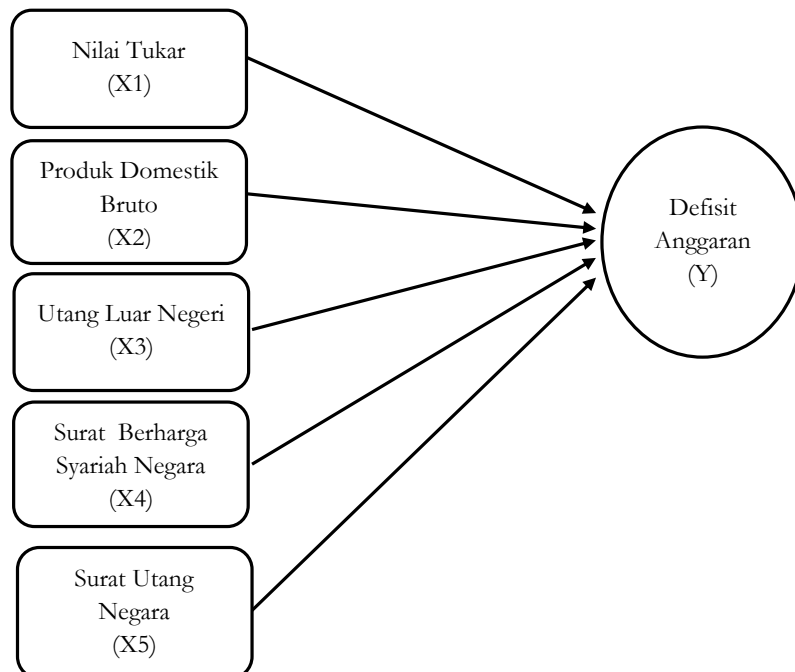 Nilai Tukar
(X1)
Produk Domestik
Bruto
(X2)
Utang Luar Negeri
(X3)
Surat Berharga
Syariah Negara
(X4)
Surat Utang
Negara
(X5)
Defisit
Anggaran
(Y)